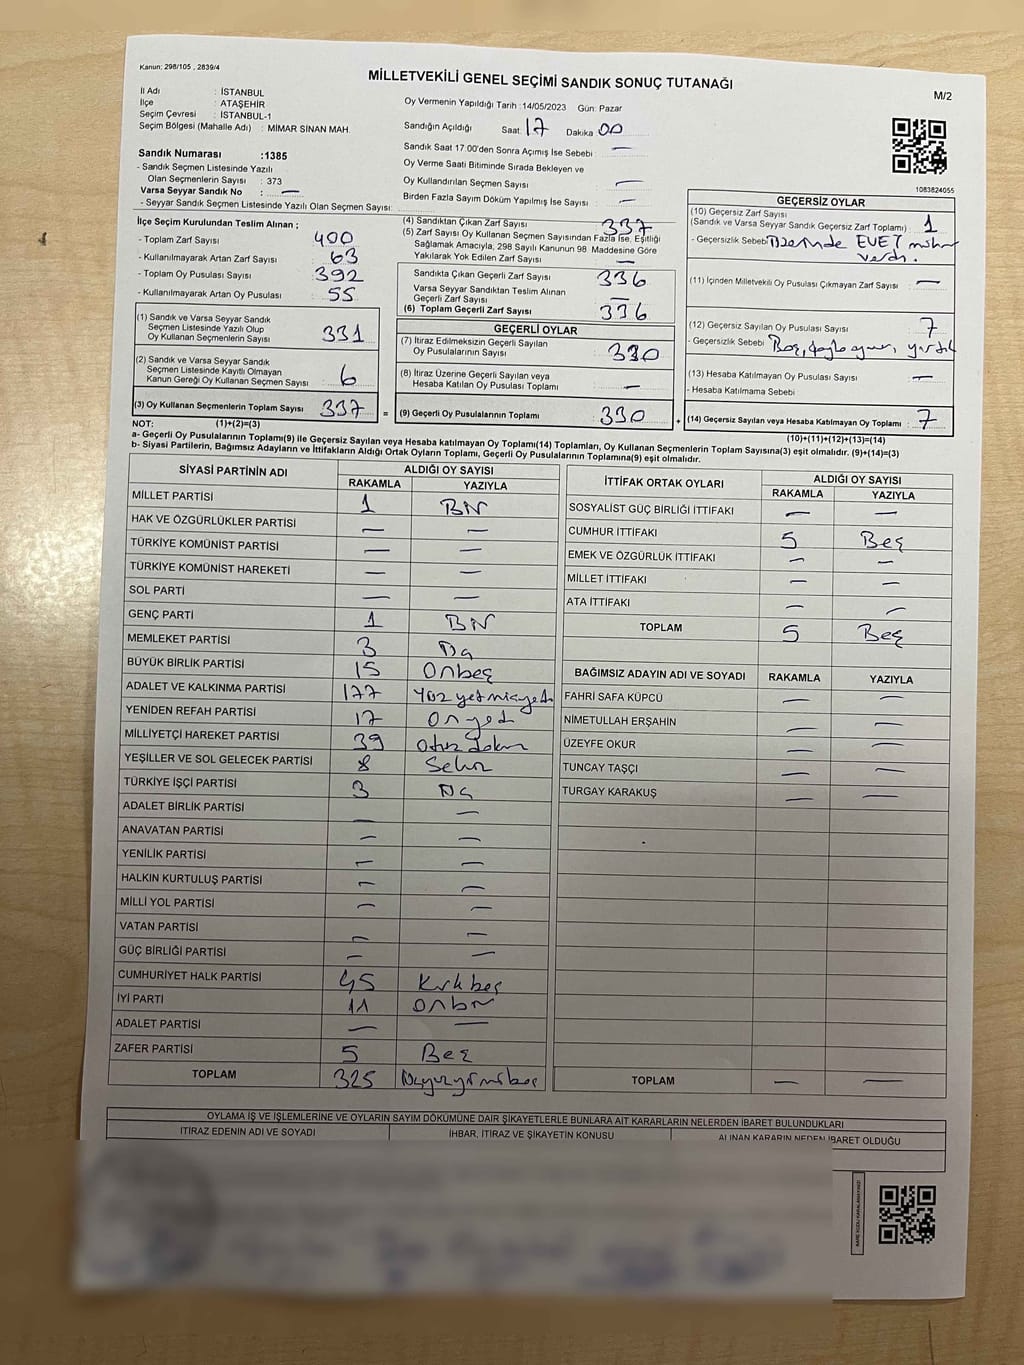 Kanun: 298/105 , 2839/4
MİLLETVEKİLİ GENEL SEÇİMİ SANDIK SONUÇ TUTANAĞI
M/2
İl Adı : İSTANBUL
İlçe : ATAŞEHİR
Seçim Çevresi : İSTANBUL-1
Seçim Bölgesi (Mahalle Adı) : MİMAR SİNAN MAH.
Sandık Numarası :1385
- Sandık Seçmen Listesinde Yazılı
Olan Seçmenlerin Sayısı : 373
Varsa Seyyar Sandık No : —
- Seyyar Sandık Seçmen Listesinde Yazılı Olan Seçmen Sayısı:
Oy Vermenin Yapıldığı Tarih :14/05/2023 Gün: Pazar
Sandığın Açıldığı Saat 17 Dakika 00
Sandık Saat 17.00'den Sonra Açımış İse Sebebi : —
Oy Verme Saati Bitiminde Sırada Bekleyen ve
Oy Kullandırılan Seçmen Sayısı : —
Birden Fazla Sayım Döküm Yapılmış İse Sayısı : —
1083824055
İlçe Seçim Kurulundan Teslim Alınan ;
- Toplam Zarf Sayısı : 400
- Kullanılmayarak Artan Zarf Sayısı : 63
- Toplam Oy Pusulası Sayısı : 392
- Kullanılmayarak Artan Oy Pusulası : 55
(1) Sandık ve Varsa Seyyar Sandık
Seçmen Listesinde Yazılı Olup
Oy Kullanan Seçmenlerin Sayısı : 331
(2) Sandık ve Varsa Seyyar Sandık
Seçmen Listesinde Kayıtlı Olmayan
Kanun Gereği Oy Kullanan Seçmen Sayısı : 6
(3) Oy Kullanan Seçmenlerin Toplam Sayısı : 337
(4) Sandıktan Çıkan Zarf Sayısı : 337
(5) Zarf Sayısı Oy Kullanan Seçmen Sayısından Fazla İse, Eşitliği
Sağlamak Amacıyla, 298 Sayılı Kanunun 98. Maddesine Göre
Yakılarak Yok Edilen Zarf Sayısı : —
Sandıkta Çıkan Geçerli Zarf Sayısı : 336
Varsa Seyyar Sandıktan Teslim Alınan
Geçerli Zarf Sayısı : —
(6) Toplam Geçerli Zarf Sayısı : 336
GEÇERLİ OYLAR
(7) İtiraz Edilmeksizin Geçerli Sayılan
Oy Pusulalarının Sayısı : 330
(8) İtiraz Üzerine Geçerli Sayılan veya
Hesaba Katılan Oy Pusulası Toplamı : —
= (9) Geçerli Oy Pusulalarının Toplamı : 330
GEÇERSİZ OYLAR
(10) Geçersiz Zarf Sayısı
(Sandık ve Varsa Seyyar Sandık Geçersiz Zarf Toplamı) : 1
- Geçersizlik Sebebi : Üzerinde EVET mührü
vardı.
(11) İçinden Milletvekili Oy Pusulası Çıkmayan Zarf Sayısı : —
(12) Geçersiz Sayılan Oy Pusulası Sayısı : 7
- Geçersizlik Sebebi : Boş,
(13) Hesaba Katılmayan Oy Pusulası Sayısı : —
- Hesaba Katılmama Sebebi
+ (14) Geçersiz Sayılan veya Hesaba Katılmayan Oy Toplamı : 7
NOT: (1)+(2)=(3)
(10)+(11)+(12)+(13)=(14)
a- Geçerli Oy Pusulalarının Toplamı(9) ile Geçersiz Sayılan veya Hesaba katılmayan Oy Toplamı(14) Toplamları, Oy Kullanan Seçmenlerin Toplam Sayısına(3) eşit olmalıdır. (9)+(14)=(3)
b- Siyasi Partilerin, Bağımsız Adayların ve İttifakların Aldığı Ortak Oyların Toplamı, Geçerli Oy Pusulalarının Toplamına(9) eşit olmalıdır.
SİYASİ PARTİNİN ADI ALDIĞI OY SAYISI
RAKAMLA YAZIYLA
MİLLET PARTİSİ 1 Bir
HAK VE ÖZGÜRLÜKLER PARTİSİ — —
TÜRKİYE KOMÜNİST PARTİSİ — —
TÜRKİYE KOMÜNİST HAREKETİ — —
SOL PARTİ — —
GENÇ PARTİ 1 Bir
MEMLEKET PARTİSİ 3 Üç
BÜYÜK BİRLİK PARTİSİ 15 Onbeş
ADALET VE KALKINMA PARTİSİ 177 Yüz yetmişyedi
YENİDEN REFAH PARTİSİ 17 Onyedi
MİLLİYETÇİ HAREKET PARTİSİ 39 Otuz dokuz
YEŞİLLER VE SOL GELECEK PARTİSİ 8 Sekiz
TÜRKİYE İŞÇİ PARTİSİ 3 Üç
ADALET BİRLİK PARTİSİ — —
ANAVATAN PARTİSİ — —
YENİLİK PARTİSİ — —
HALKIN KURTULUŞ PARTİSİ — —
MİLLİ YOL PARTİSİ — —
VATAN PARTİSİ — —
GÜÇ BİRLİĞİ PARTİSİ — —
CUMHURİYET HALK PARTİSİ 45 Kırkbeş
İYİ PARTİ 11 Onbir
ADALET PARTİSİ — —
ZAFER PARTİSİ 5 Beş
TOPLAM 325 Üçyüzyirmibeş
İTTİFAK ORTAK OYLARI ALDIĞI OY SAYISI
RAKAMLA YAZIYLA
SOSYALİST GÜÇ BİRLİĞİ İTTİFAKI — —
CUMHUR İTTİFAKI 5 Beş
EMEK VE ÖZGÜRLÜK İTTİFAKI — —
MİLLET İTTİFAKI — —
ATA İTTİFAKI — —
TOPLAM 5 Beş
BAĞIMSIZ ADAYIN ADI VE SOYADI RAKAMLA YAZIYLA
FAHRİ SAFA KÜPCÜ — —
NİMETULLAH ERŞAHİN — —
ÜZEYFE OKUR — —
TUNCAY TAŞÇI — —
TURGAY KARAKUŞ — —
TOPLAM — —
OYLAMA İŞ VE İŞLEMLERİNE VE OYLARIN SAYIM DÖKÜMÜNE DAİR ŞİKAYETLERLE BUNLARA AİT KARARLARIN NELERDEN İBARET BULUNDUKLARI
İTİRAZ EDENİN ADI VE SOYADI İHBAR, İTİRAZ VE ŞİKAYETİN KONUSU ALINAN KARARIN NEDEN İBARET OLDUĞU
KARE KODU KARALAMAYINIZ!